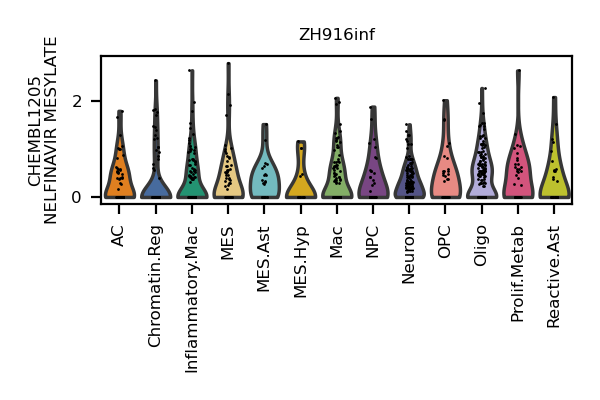 ZH916inf
CHEMBL1205
NELFINAVIR MESYLATE
2
0
AC
Chromatin.Reg
Inflammatory.Mac
MES
MES.Ast
MES.Hyp
Mac
NPC
Neuron
OPC
Oligo
Prolif.Metab
Reactive.Ast